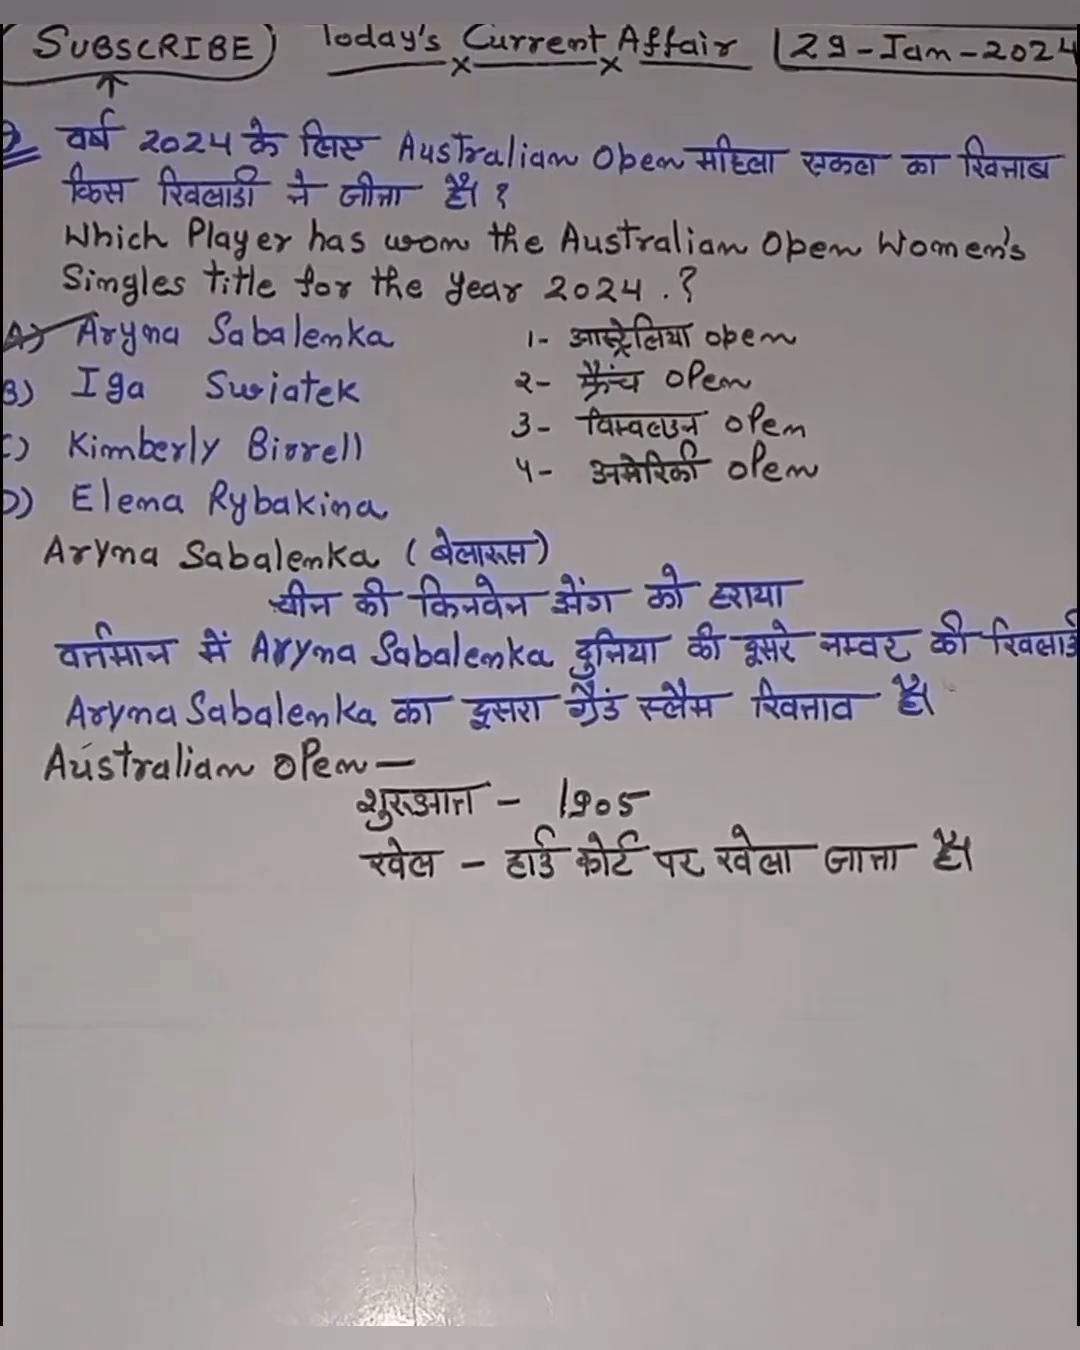 SUBSCRIBE Today's Current Affair 29-Jan-2024
वर्ष 2024 के लिए Australian Open महिला एकल का खिताब
किस खिलाडी ने जीता है ?
Which Player has won the Australian Open Women's
Singles title for the year 2024.?
A) Aryna Sabalenka
B) Iga Swiatek
C) Kimberly Birrell
D) Elena Rybakina
1- आस्ट्रेलिया open
2- फ्रैंच open
3- विम्बलडन open
4- अमेरिकी open
Aryna Sabalenka (बेलारूस)
चीन की किनवेन झेंग को हराया
वर्तमान में Aryna Sabalenka दुनिया की दूसरे नम्बर की खिलाडी
Aryna Sabalenka का दूसरा ग्रैंड स्लैम खिताव है।
Australian open —
शुरूआत - 1905
खेल - हार्ड कोर्ट पर खेला जाता है।